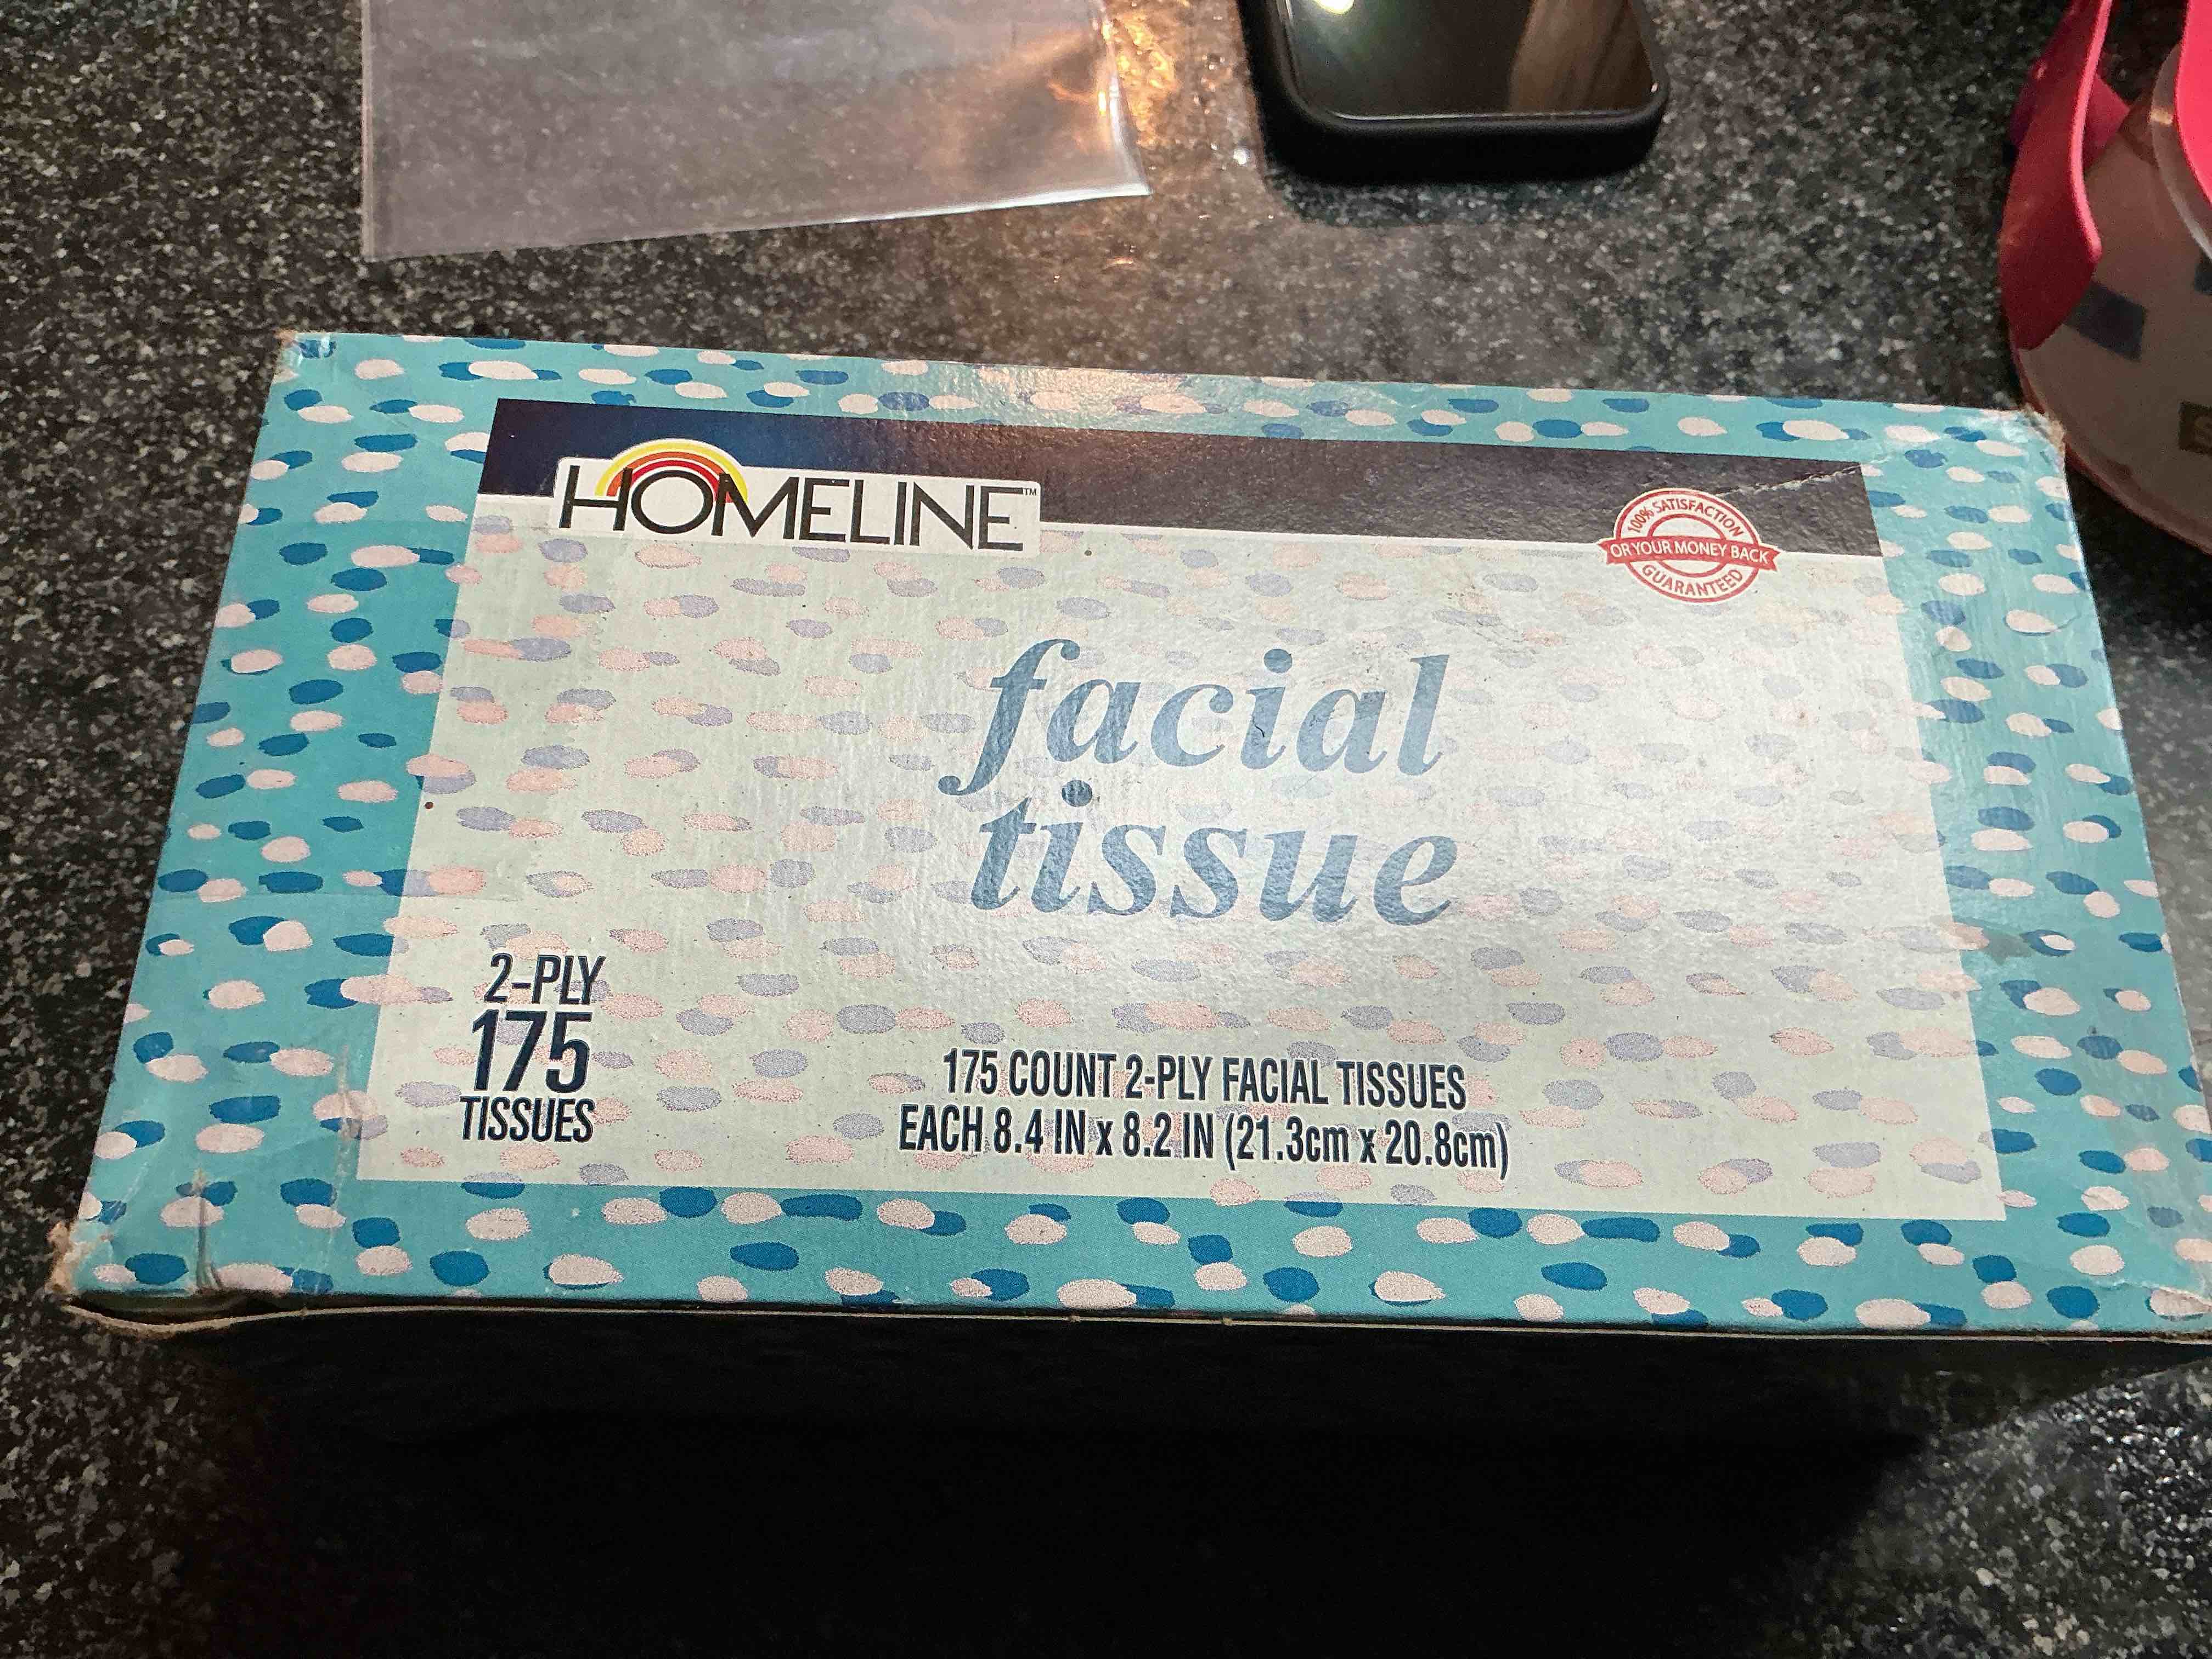 HOMELINE™
100% SATISFACTION
OR YOUR MONEY BACK
GUARANTEED
facial
tissue
2-PLY
175
TISSUES
175 COUNT 2-PLY FACIAL TISSUES
EACH 8.4 IN x 8.2 IN (21.3cm x 20.8cm)